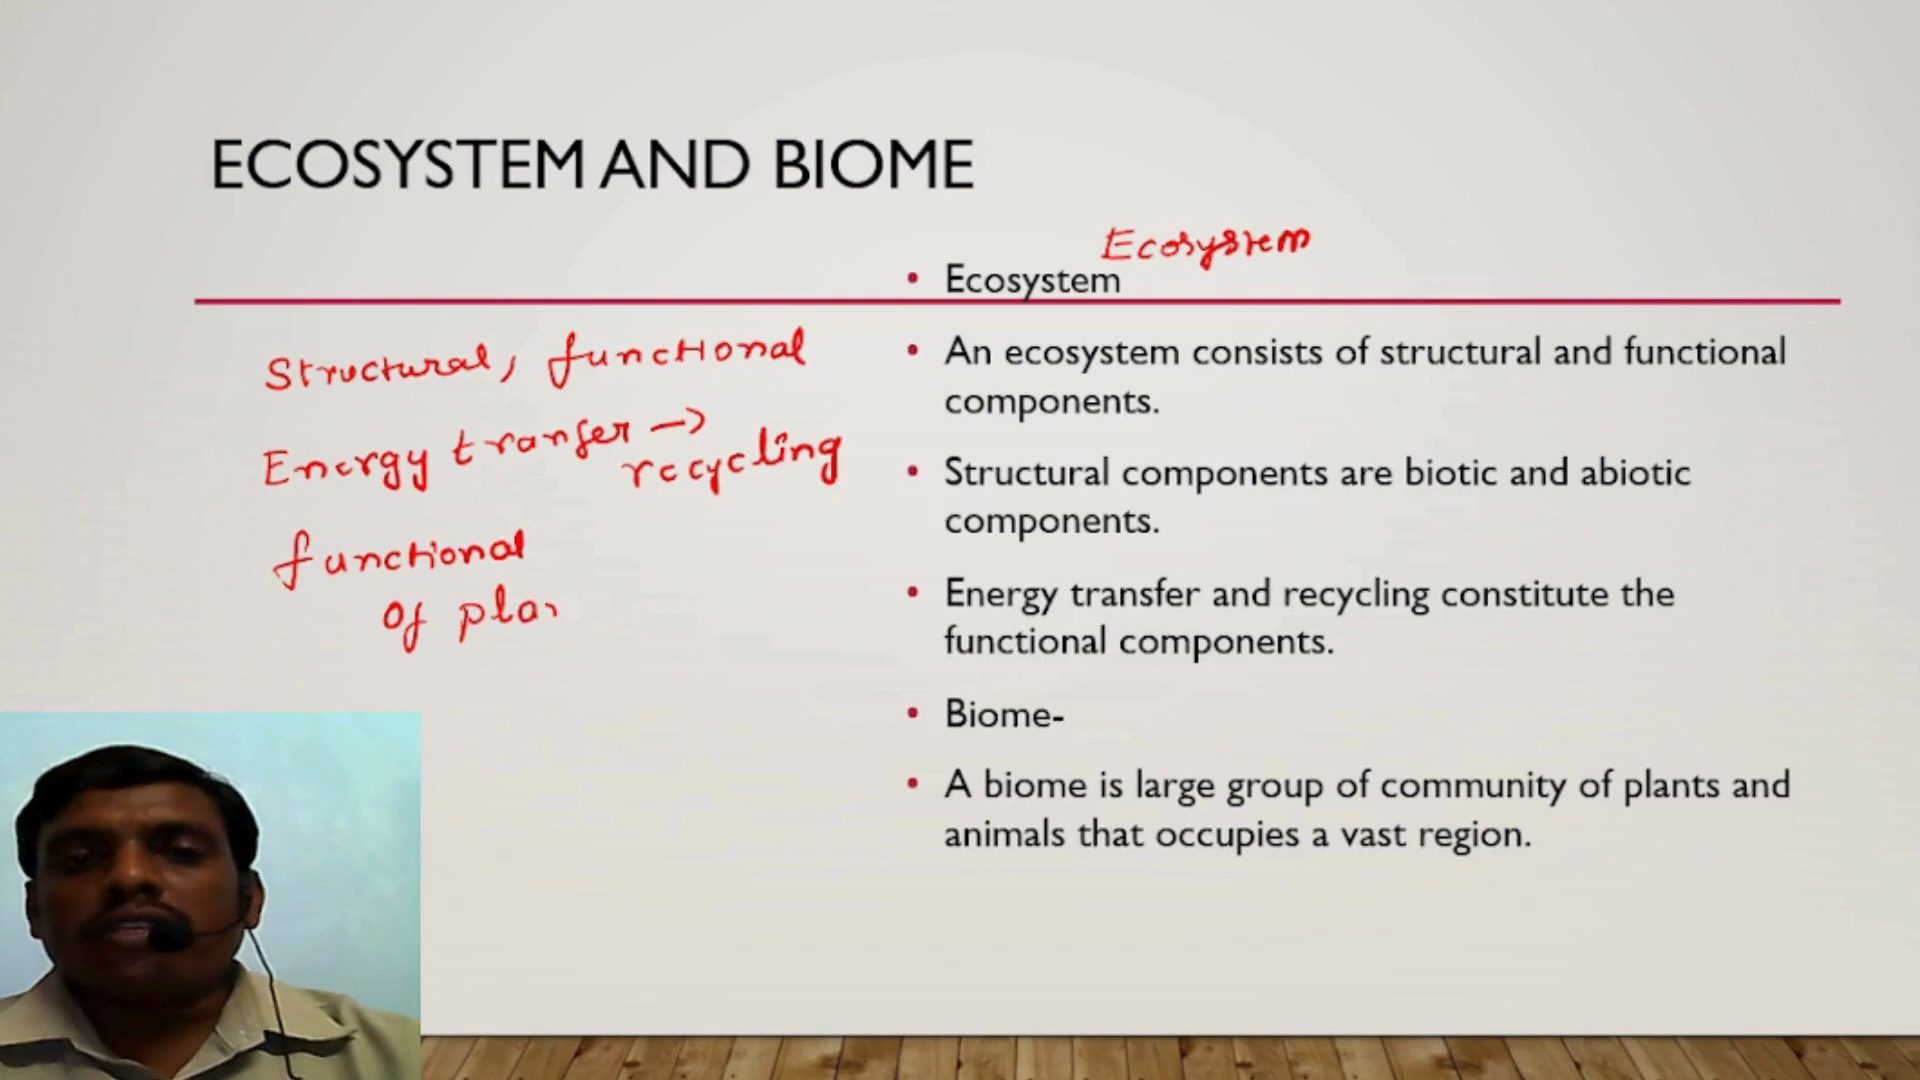 ECOSYSTEM AND BIOME
Ecosystem
• Ecosystem
• An ecosystem consists of structural and functional
components.
• Structural components are biotic and abiotic
components.
• Energy transfer and recycling constitute the
functional components.
• Biome-
• A biome is large group of community of plants and
animals that occupies a vast region.
Structural, functional
Energy tranfer →
recycling
functional
of plan